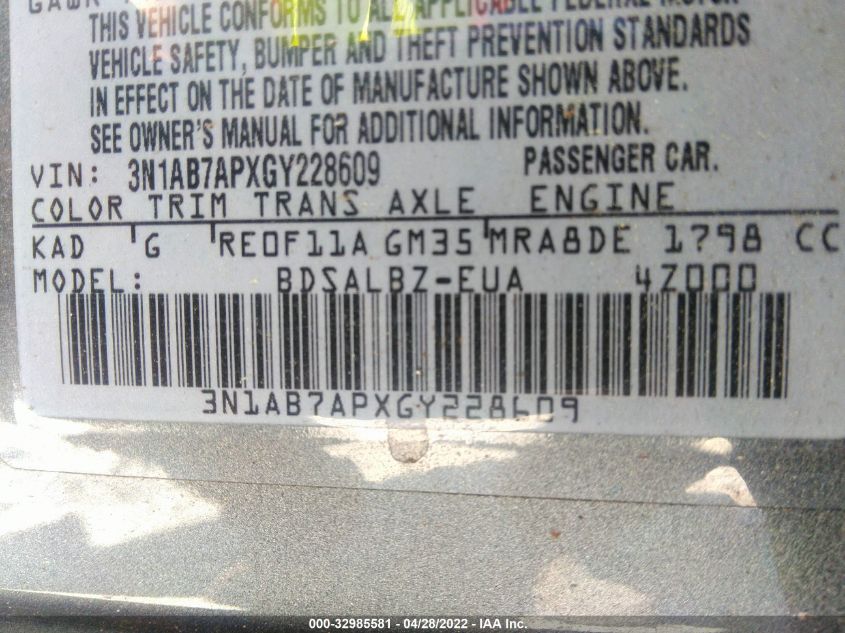 GAWR
THIS VEHICLE CONFORMS TO ALL APPLICABLE FEDERAL MOTOR
VEHICLE SAFETY, BUMPER AND THEFT PREVENTION STANDARDS
IN EFFECT ON THE DATE OF MANUFACTURE SHOWN ABOVE.
SEE OWNER'S MANUAL FOR ADDITIONAL INFORMATION.
VIN: 3N1AB7APXGY228609 PASSENGER CAR.
COLOR TRIM TRANS AXLE ENGINE
KAD G RE0F11A GM35 MRA8DE 1798 CC
MODEL: BDSALBZ-EUA 4Z000
3N1AB7APXGY228609
000-32985581 - 04/28/2022 - © IAA Inc.